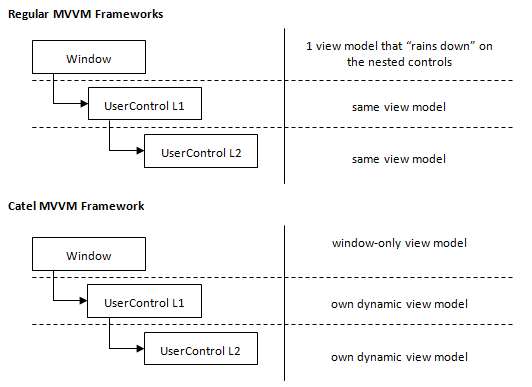 Regular MVVM Frameworks
Window
1 view model that “rains down” on
the nested controls
UserControl L1
same view model
UserControl L2
same view model
Catel MVVM Framework
Window
window-only view model
UserControl L1
own dynamic view model
UserControl L2
own dynamic view model